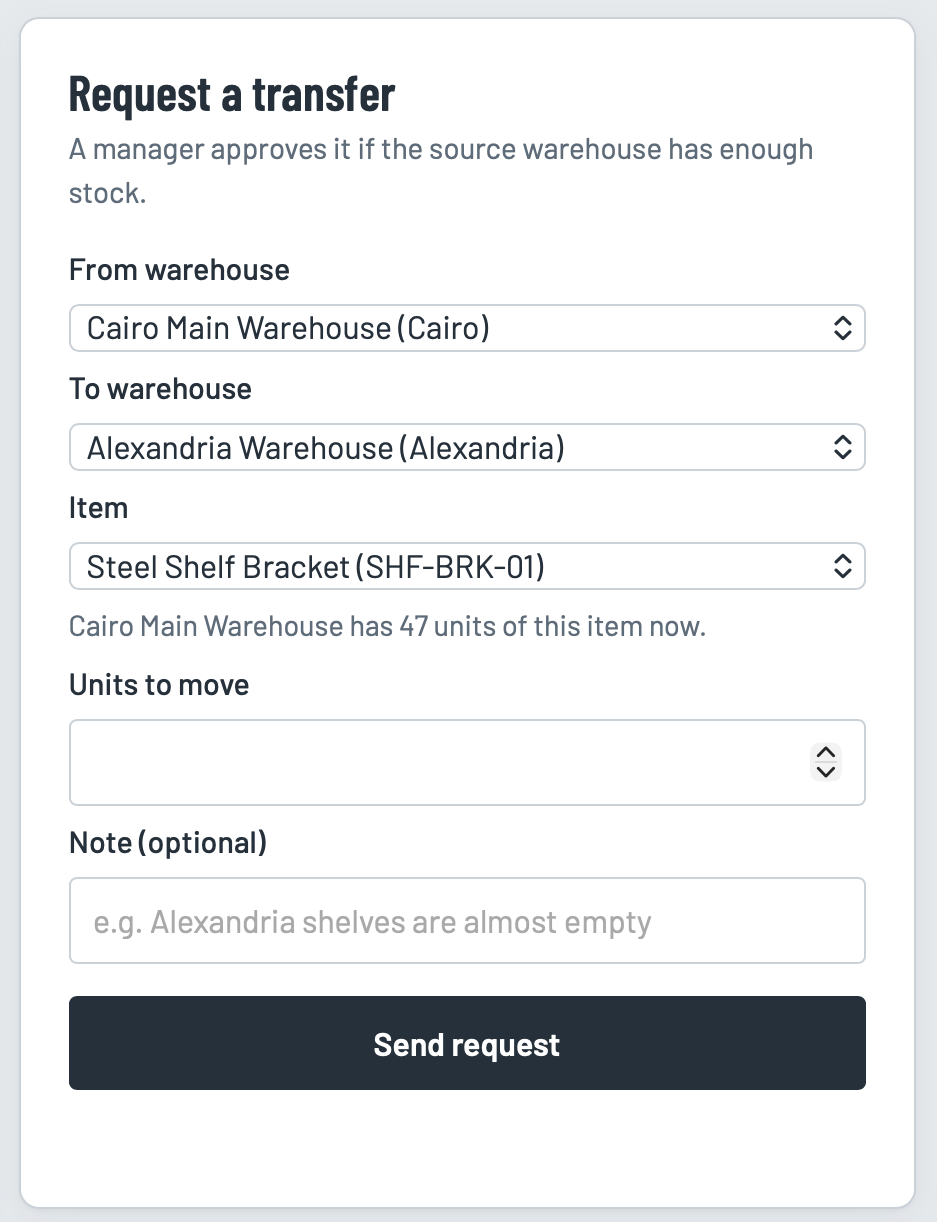 Request a transfer
A manager approves it if the source warehouse has enough
stock.
From warehouse
Cairo Main Warehouse (Cairo)
To warehouse
Alexandria Warehouse (Alexandria)
Item
Steel Shelf Bracket (SHF-BRK-01)
Cairo Main Warehouse has 47 units of this item now.
Units to move
Note (optional)
e.g. Alexandria shelves are almost empty
Send request